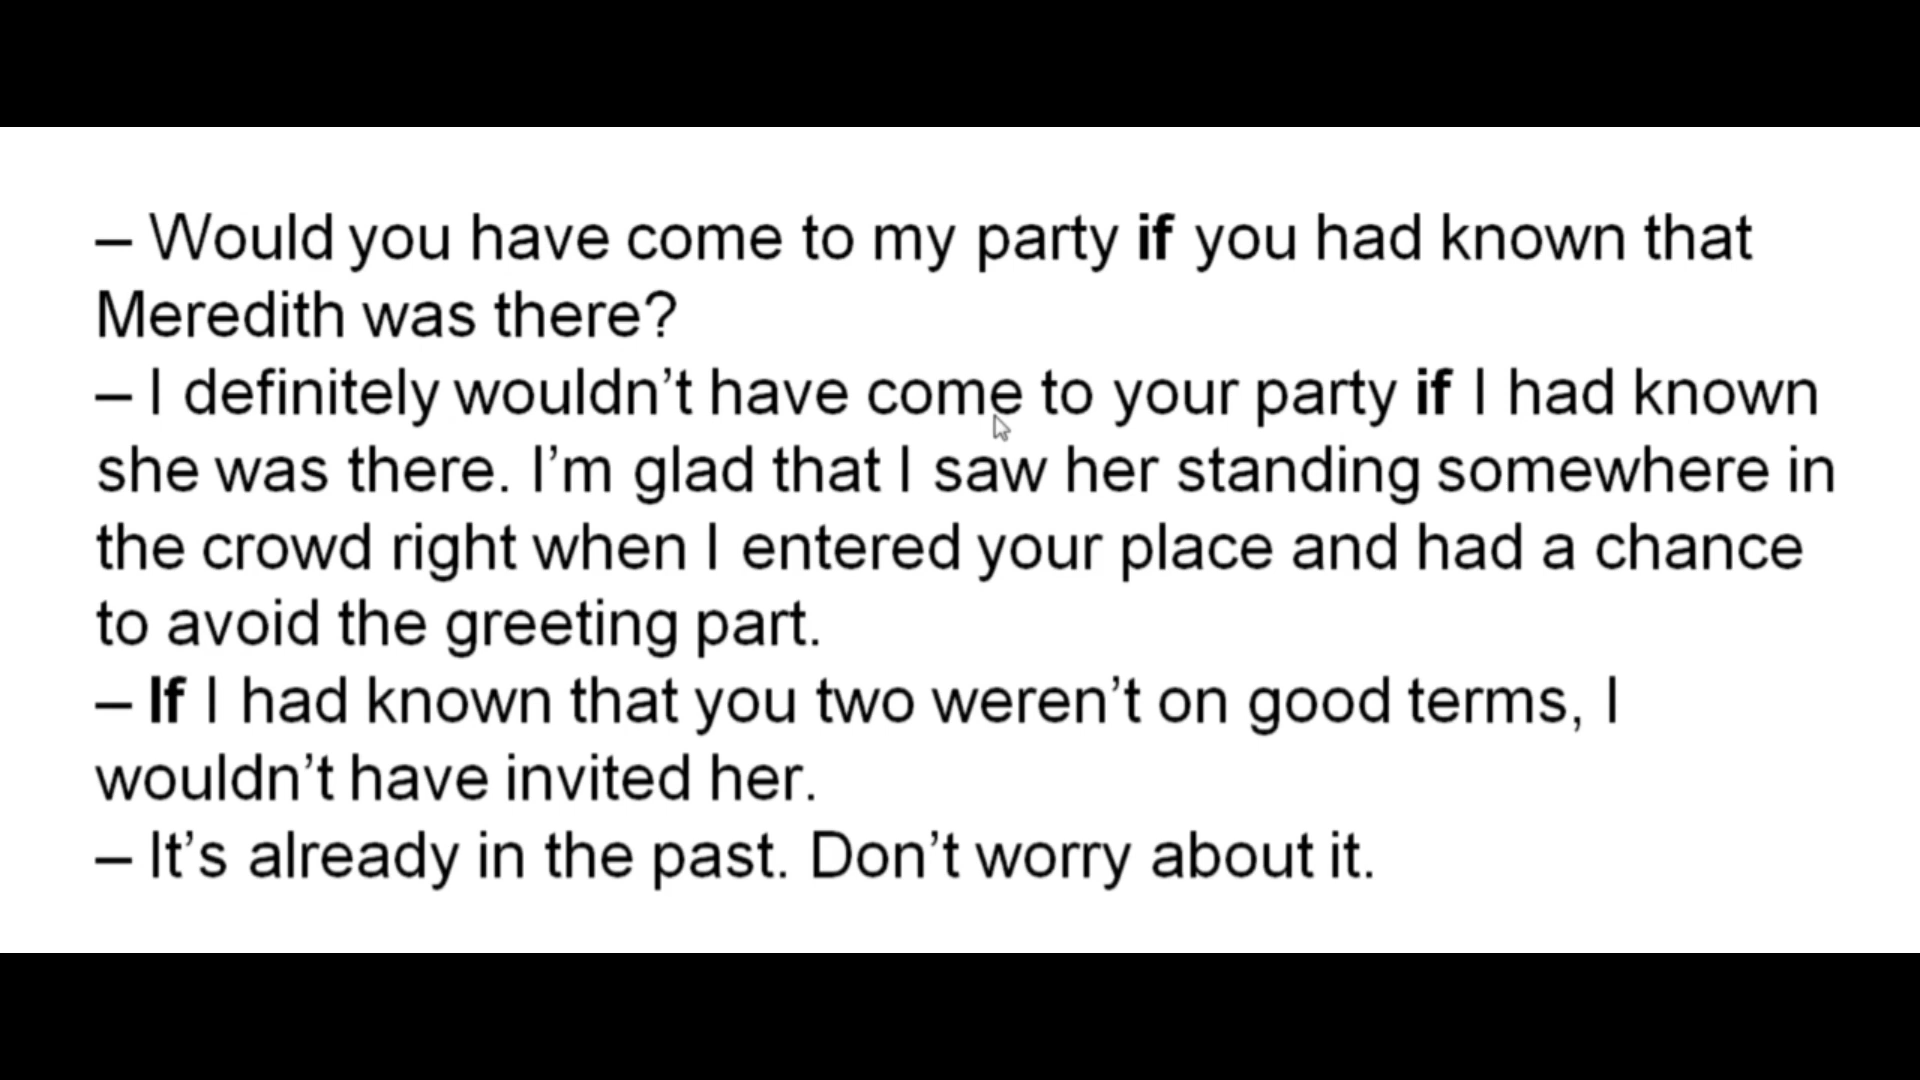 – Would you have come to my party if you had known that
Meredith was there?
– I definitely wouldn’t have come to your party if I had known
she was there. I’m glad that I saw her standing somewhere in
the crowd right when I entered your place and had a chance
to avoid the greeting part.
– If I had known that you two weren’t on good terms, I
wouldn’t have invited her.
– It’s already in the past. Don’t worry about it.